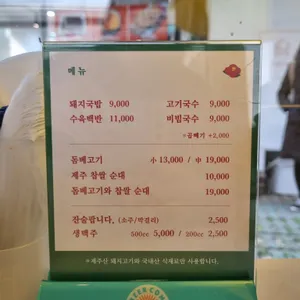 메뉴
돼지국밥 9,000 고기국수 9,000
수육백반 11,000 비빔국수 9,000
*곱빼기 +2,000
돔베고기 小 13,000 / 中 19,000
제주 찹쌀 순대 10,000
돔베고기와 찹쌀 순대 19,000
잔술팝니다. (소주/막걸리) 2,500
생맥주 500cc 5,000 / 200cc 2,500
*제주산 돼지고기와 국내산 식재료만 사용합니다.